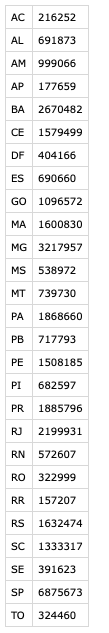 AC 216252
AL 691873
AM 999066
AP 177659
BA 2670482
CE 1579499
DF 404166
ES 690660
GO 1096572
MA 1600830
MG 3217957
MS 538972
MT 739730
PA 1868660
PB 717793
PE 1508185
PI 682597
PR 1885796
RJ 2199931
RN 572607
RO 322999
RR 157207
RS 1632474
SC 1333317
SE 391623
SP 6875673
TO 324460